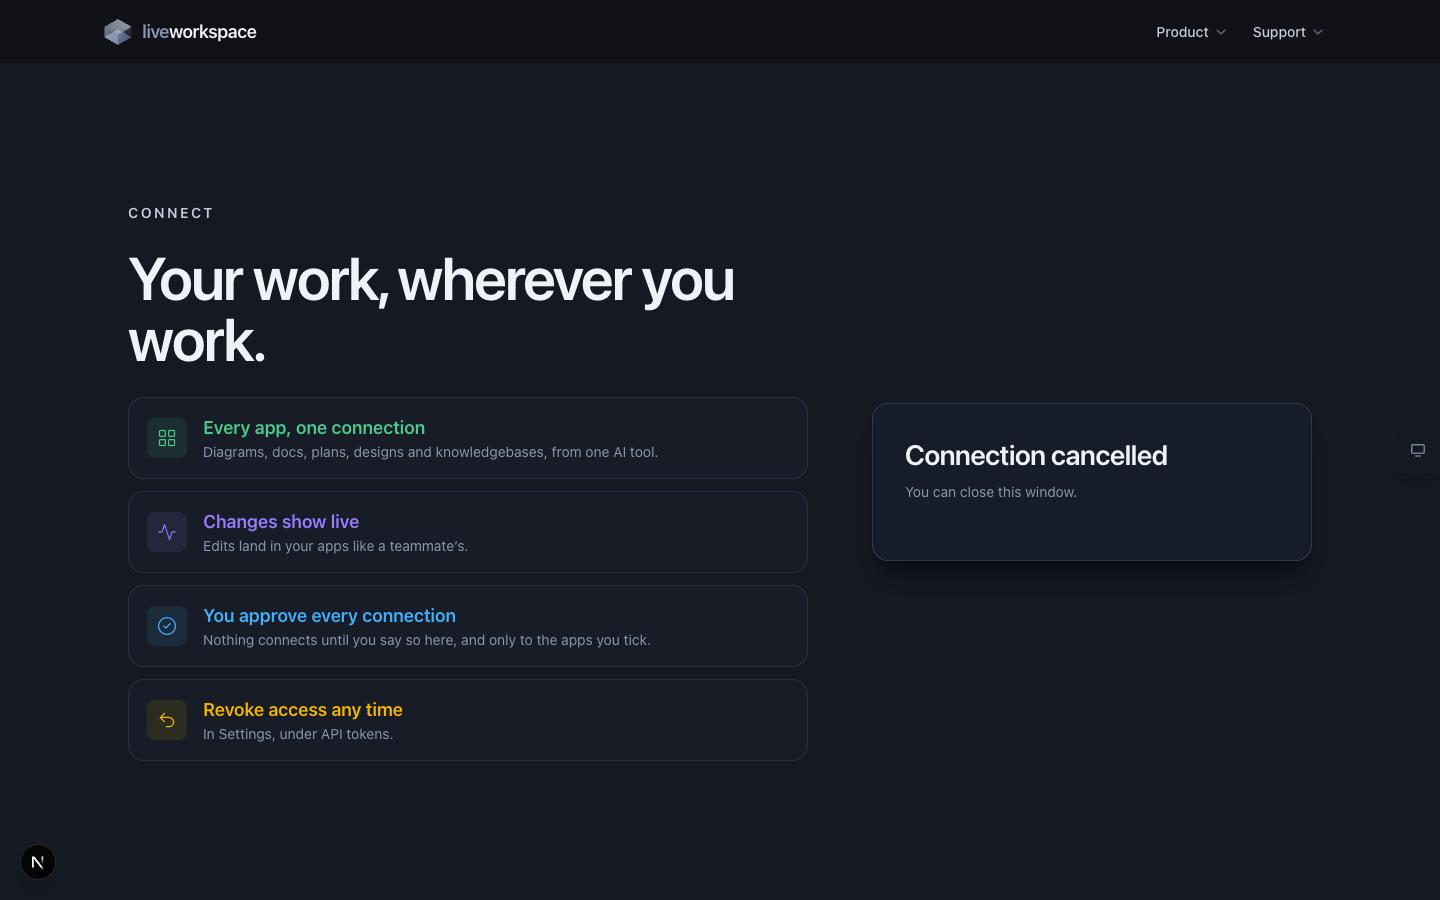 liveworkspace
Product
Support
CONNECT
Your work, wherever you
work.
Every app, one connection
Diagrams, docs, plans, designs and knowledgebases, from one AI tool.
Changes show live
Edits land in your apps like a teammate's.
You approve every connection
Nothing connects until you say so here, and only to the apps you tick.
Revoke access any time
In Settings, under API tokens.
Connection cancelled
You can close this window.
N